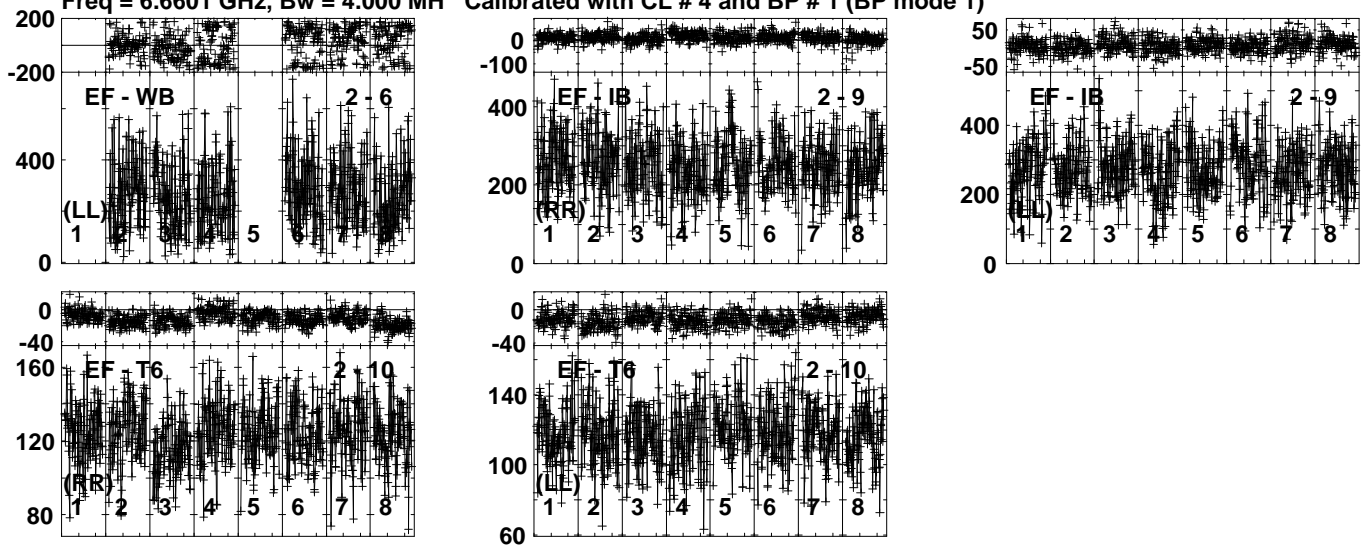 Freq = 6.6601 GHz, Bw = 4.000 MH Calibrated with CL # 4 and BP # 1 (BP mode 1)
200
-200
EF - WB 2 - 6
400
(LL)
1 2 3 4 5 6 7 8
0
0
-100
EF - IB 2 - 9
400
200
(RR)
1 2 3 4 5 6 7 8
0
50
-50
EF - IB 2 - 9
400
200
(LL)
1 2 3 4 5 6 7 8
0
0
-40
160
EF - T6 2 - 10
120
(RR)
1 2 3 4 5 6 7 8
80
0
-40
EF - T6 2 - 10
140
100
(LL)
1 2 3 4 5 6 7 8
60